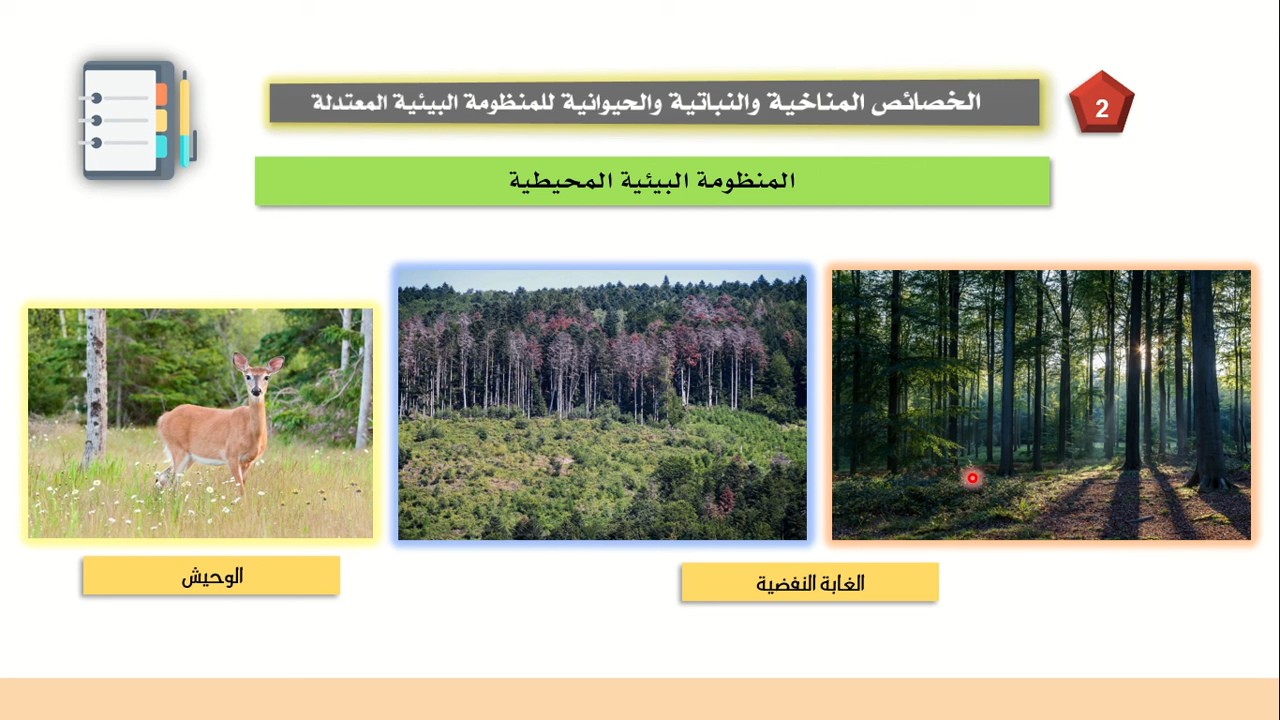 2
الخصائص المناخية والنباتية والحيوانية للمنظومة البيئية المعتدلة
المنظومة البيئية المحيطية
الغابة النفضية
الوحيش